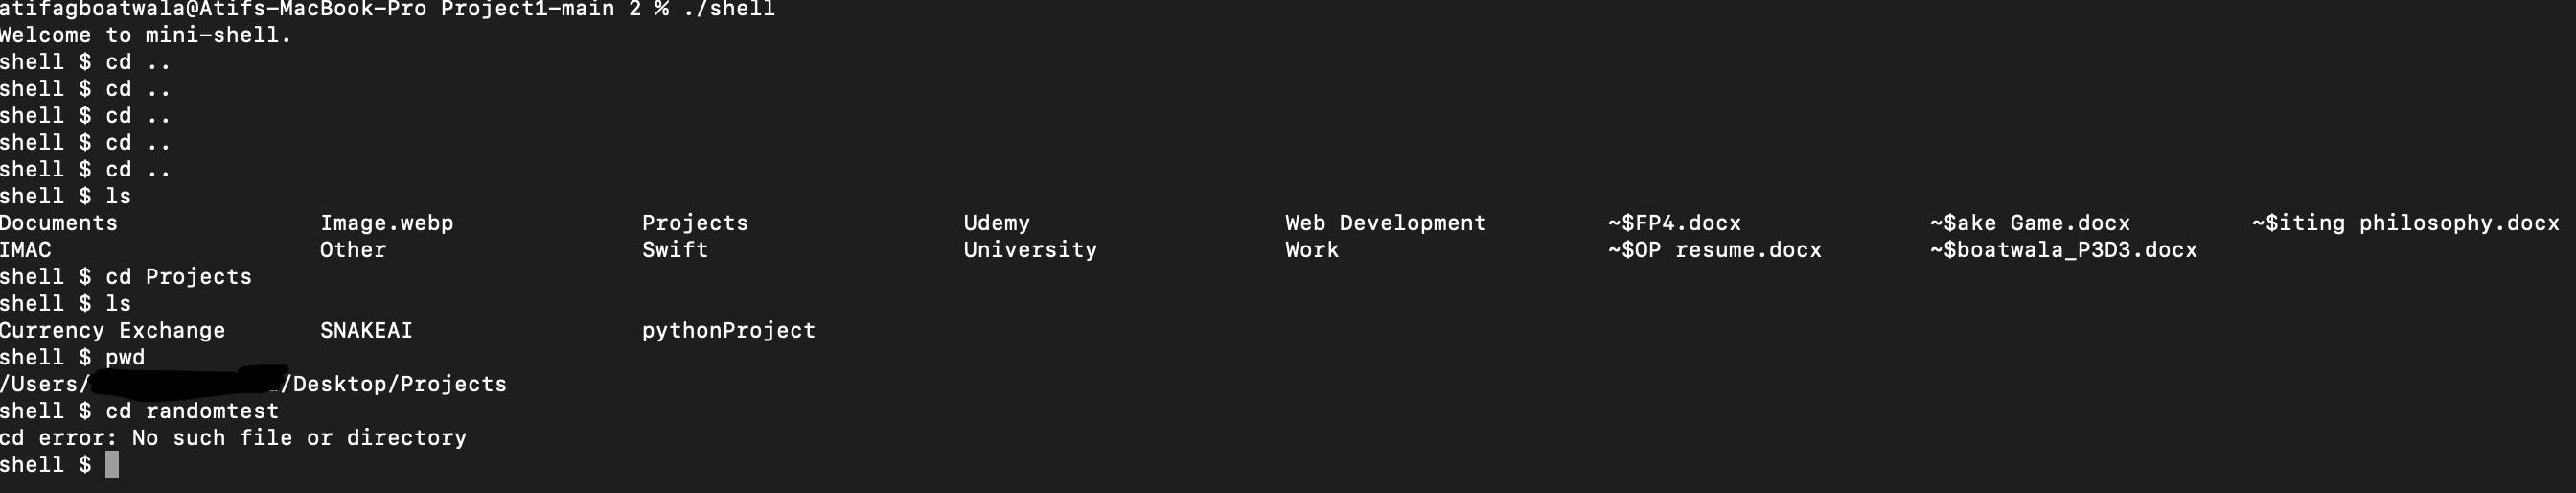 atifagboatwala@Atifs-MacBook-Pro Project1-main 2 % ./shell
Welcome to mini-shell.
shell $ cd ..
shell $ cd ..
shell $ cd ..
shell $ cd ..
shell $ cd ..
shell $ ls
Documents Image.webp Projects Udemy Web Development ~$FP4.docx ~$ake Game.docx ~$iting philosophy.docx
IMAC Other Swift University Work ~$OP resume.docx ~$boatwala_P3D3.docx
shell $ cd Projects
shell $ ls
Currency Exchange SNAKEAI pythonProject
shell $ pwd
/Users/ /Desktop/Projects
shell $ cd randomtest
cd error: No such file or directory
shell $